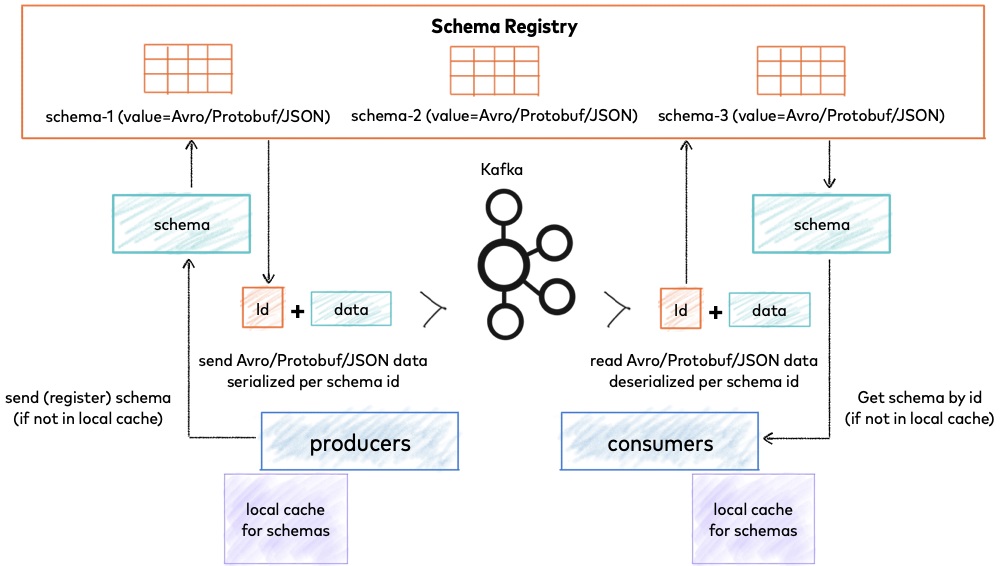 Schema Registry
schema-1 (value=Avro/Protobuf/JSON)
schema-2 (value=Avro/Protobuf/JSON)
schema-3 (value=Avro/Protobuf/JSON)
Kafka
schema
schema
Id + data
Id + data
send Avro/Protobuf/JSON data
serialized per schema id
read Avro/Protobuf/JSON data
deserialized per schema id
send (register) schema
(if not in local cache)
Get schema by id
(if not in local cache)
producers
consumers
local cache
for schemas
local cache
for schemas